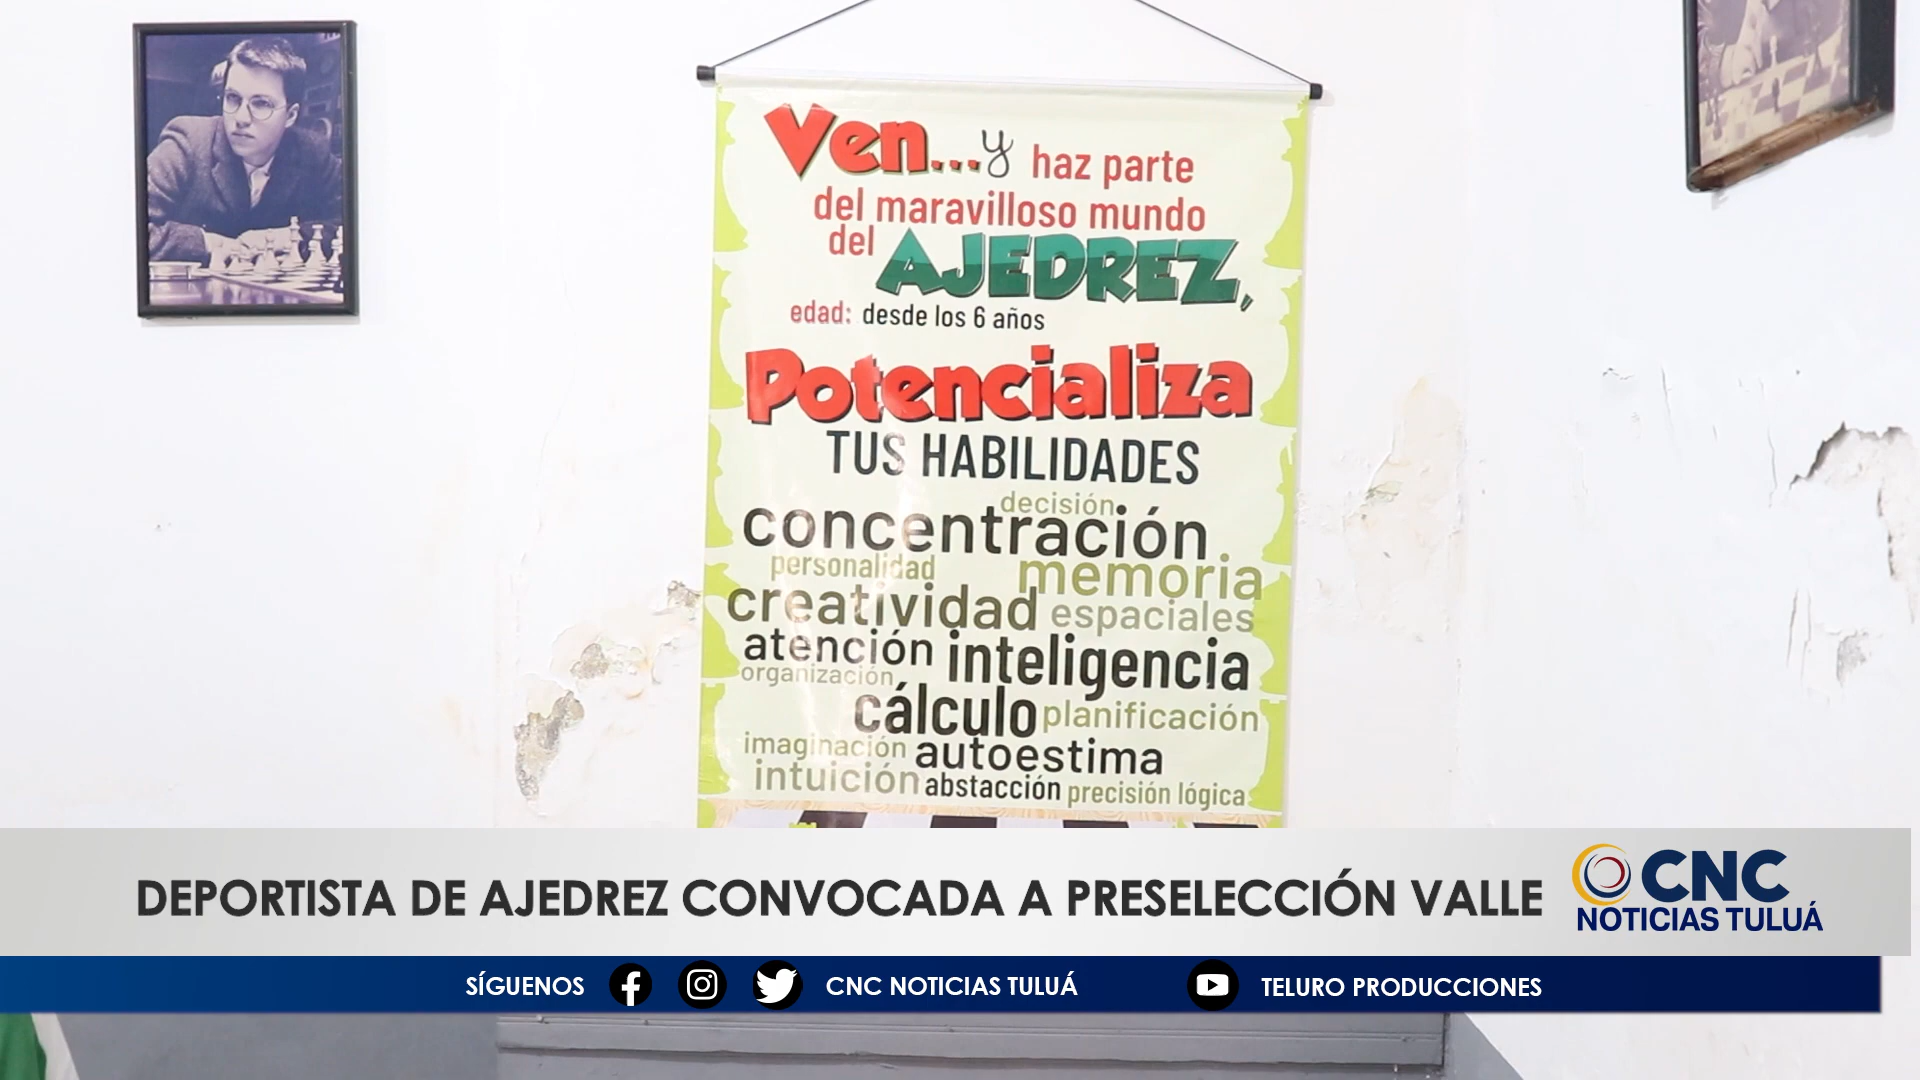 Ven...y haz parte
del maravilloso mundo
del AJEDREZ,
edad: desde los 6 años
Potencializa
TUS HABILIDADES
decisión
concentración
personalidad memoria
creatividad espaciales
atención inteligencia
organización
cálculo planificación
imaginación autoestima
intuición abstacción precisión lógica
DEPORTISTA DE AJEDREZ CONVOCADA A PRESELECCIÓN VALLE
CNC
NOTICIAS TULUÁ
SÍGUENOS CNC NOTICIAS TULUÁ TELURO PRODUCCIONES